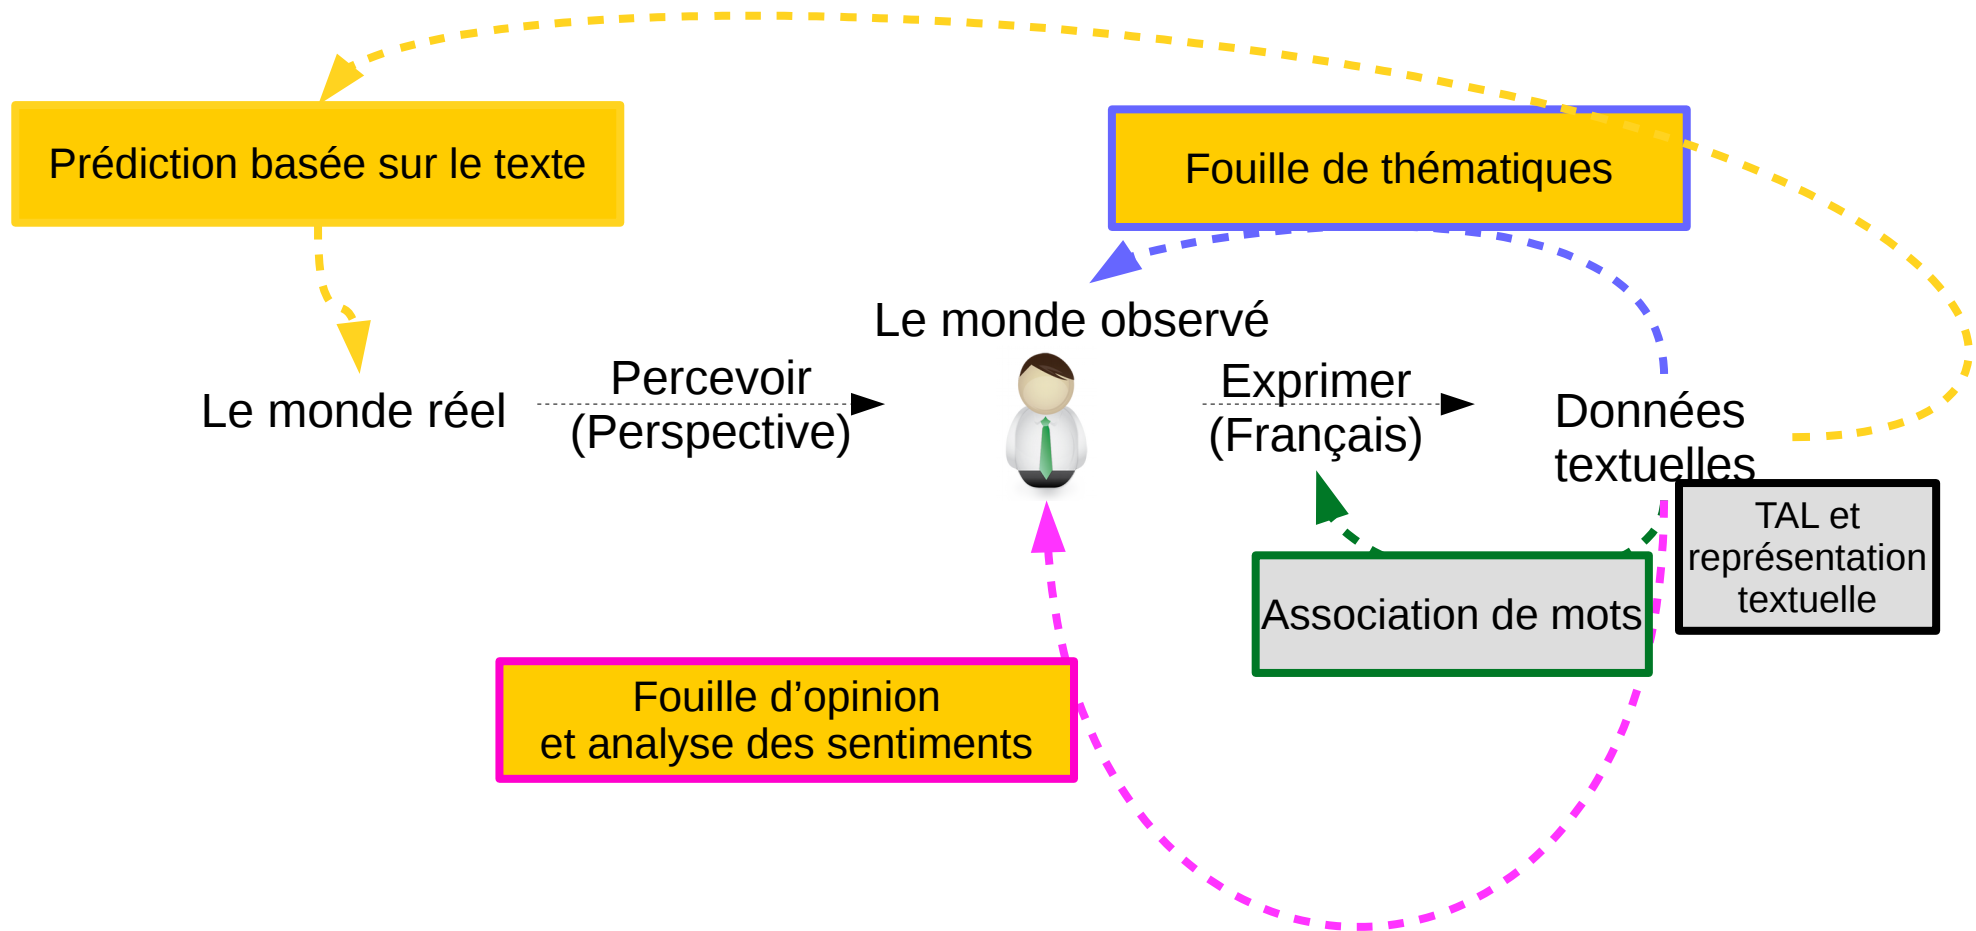 Prédiction basée sur le texte
Fouille de thématiques
Le monde observé
Percevoir
(Perspective)
Exprimer
(Français)
Le monde réel
Données
textuelles
TAL et
représentation
textuelle
Association de mots
Fouille d’opinion
et analyse des sentiments